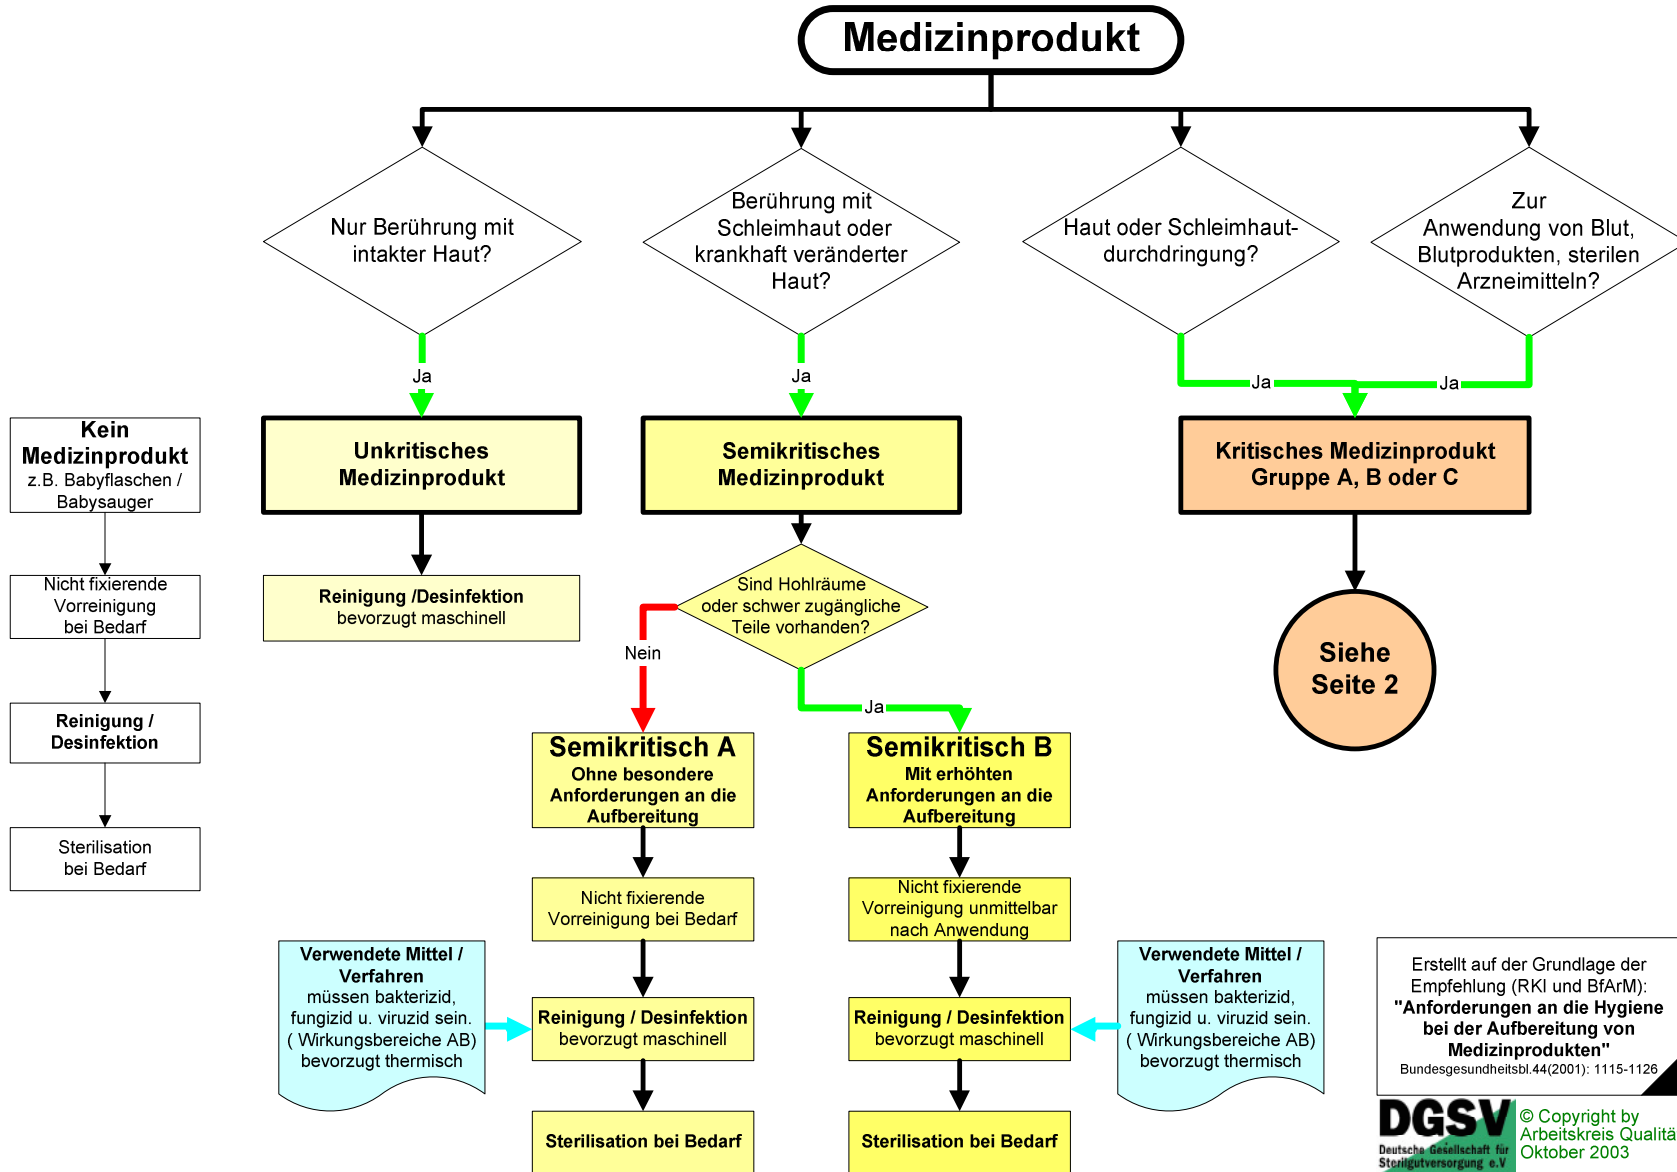 Medizinprodukt
Nur Berührung mit
intakter Haut?
Berührung mit
Schleimhaut oder
krankhaft veränderter
Haut?
Haut oder Schleimhaut-
durchdringung?
Zur
Anwendung von Blut,
Blutprodukten, sterilen
Arzneimitteln?
Ja
Ja
Ja
Ja
Kein
Medizinprodukt
z.B. Babyflaschen /
Babysauger
Unkritisches
Medizinprodukt
Semikritisches
Medizinprodukt
Kritisches Medizinprodukt
Gruppe A, B oder C
Nicht fixierende
Vorreinigung
bei Bedarf
Reinigung /Desinfektion
bevorzugt maschinell
Sind Hohlräume
oder schwer zugängliche
Teile vorhanden?
Nein
Ja
Siehe
Seite 2
Reinigung /
Desinfektion
Sterilisation
bei Bedarf
Semikritisch A
Ohne besondere
Anforderungen an die
Aufbereitung
Semikritisch B
Mit erhöhten
Anforderungen an die
Aufbereitung
Nicht fixierende
Vorreinigung bei Bedarf
Nicht fixierende
Vorreinigung unmittelbar
nach Anwendung
Verwendete Mittel /
Verfahren
müssen bakterizid,
fungizid u. viruzid sein.
( Wirkungsbereiche AB)
bevorzugt thermisch
Reinigung / Desinfektion
bevorzugt maschinell
Reinigung / Desinfektion
bevorzugt maschinell
Verwendete Mittel /
Verfahren
müssen bakterizid,
fungizid u. viruzid sein.
( Wirkungsbereiche AB)
bevorzugt thermisch
Sterilisation bei Bedarf
Sterilisation bei Bedarf
Erstellt auf der Grundlage der
Empfehlung (RKI und BfArM):
"Anforderungen an die Hygiene
bei der Aufbereitung von
Medizinprodukten"
Bundesgesundheitsbl.44(2001): 1115-1126
DGSV
Deutsche Gesellschaft für
Sterilgutversorgung e.V
© Copyright by
Arbeitskreis Qualitä
Oktober 2003